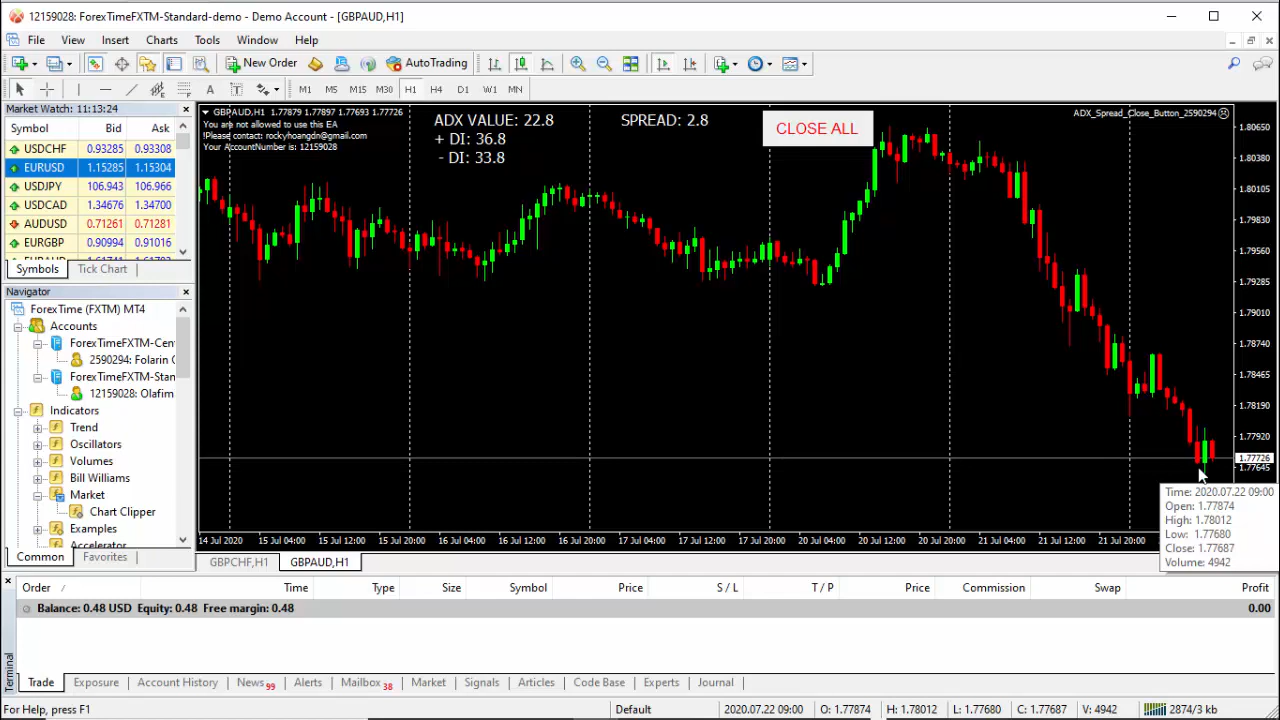 12159028: ForexTimeFXTM-Standard-demo - Demo Account - [GBPAUD,H1]
File View Insert Charts Tools Window Help
New Order AutoTrading
M1 M5 M15 M30 H1 H4 D1 W1 MN
Market Watch: 11:13:24
Symbol Bid Ask
USDCHF 0.93285 0.93308
EURUSD 1.15285 1.15304
USDJPY 106.943 106.966
USDCAD 1.34676 1.34705
AUDUSD 0.71261 0.71281
EURGBP 0.90994 0.91016
Symbols Tick Chart
Navigator
ForexTime (FXTM) MT4
Accounts
ForexTimeFXTM-Cen
2590294: Folarin
ForexTimeFXTM-Stan
12159028: Olafim
Indicators
Trend
Oscillators
Volumes
Bill Williams
Market
Chart Clipper
Examples
Accelerator
Common Favorites
GBPAUD,H1 1.77879 1.77897 1.77693 1.77726
You are not allowed to use this EA
!Please contact: rockyhoangdn@gmail.com
Your AccountNumber is: 12159028
ADX VALUE: 22.8
+ DI: 36.8
- DI: 33.8
SPREAD: 2.8
CLOSE ALL
ADX_Spread_Close_Button_2590294
1.80650
1.80380
1.80105
1.79830
1.79560
1.79285
1.79010
1.78740
1.78465
1.78190
1.77920
1.77726
1.77645
Time: 2020.07.22 09:00
Open: 1.77874
High: 1.78012
Low: 1.77680
Close: 1.77687
Volume: 4942
14 Jul 2020 15 Jul 04:00 15 Jul 12:00 15 Jul 20:00 16 Jul 04:00 16 Jul 12:00 16 Jul 20:00 17 Jul 04:00 17 Jul 12:00 17 Jul 20:00 20 Jul 04:00 20 Jul 12:00 20 Jul 20:00 21 Jul 04:00 21 Jul 12:00 21 Jul 20:00
GBPCHF,H1 GBPAUD,H1
Terminal
Order / Time Type Size Symbol Price S / L T / P Price Commission Swap Profit
Balance: 0.48 USD Equity: 0.48 Free margin: 0.48 0.00
Trade Exposure Account History News 99 Alerts Mailbox 38 Market Signals Articles Code Base Experts Journal
For Help, press F1 Default 2020.07.22 09:00 O: 1.77874 H: 1.78012 L: 1.77680 C: 1.77687 V: 4942 2874/3 kb